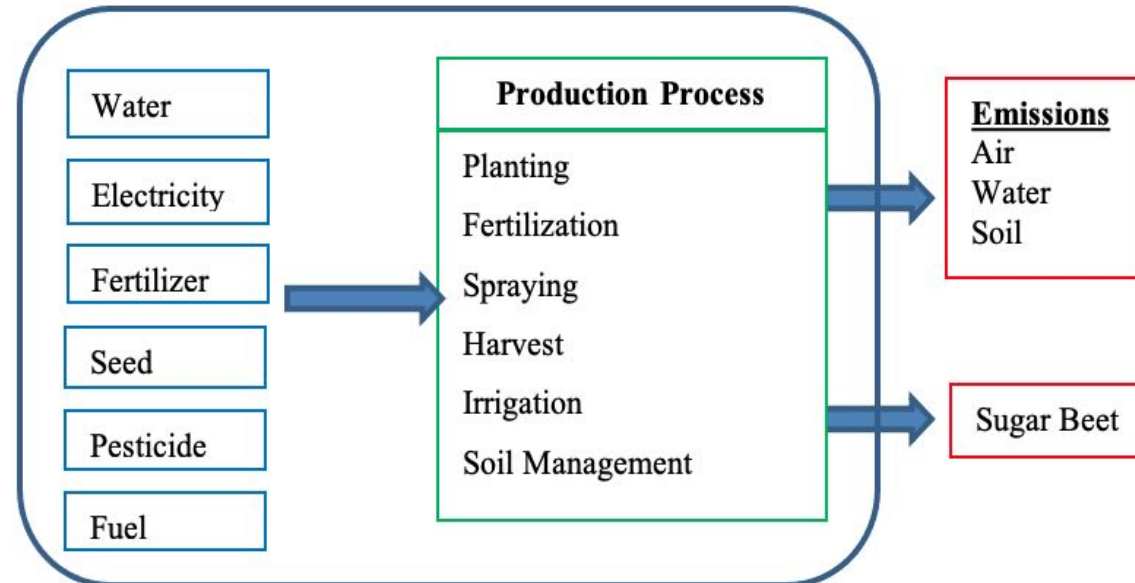 Water
Electricity
Fertilizer
Seed
Pesticide
Fuel
Production Process
Planting
Fertilization
Spraying
Harvest
Irrigation
Soil Management
Emissions
Air
Water
Soil
Sugar Beet